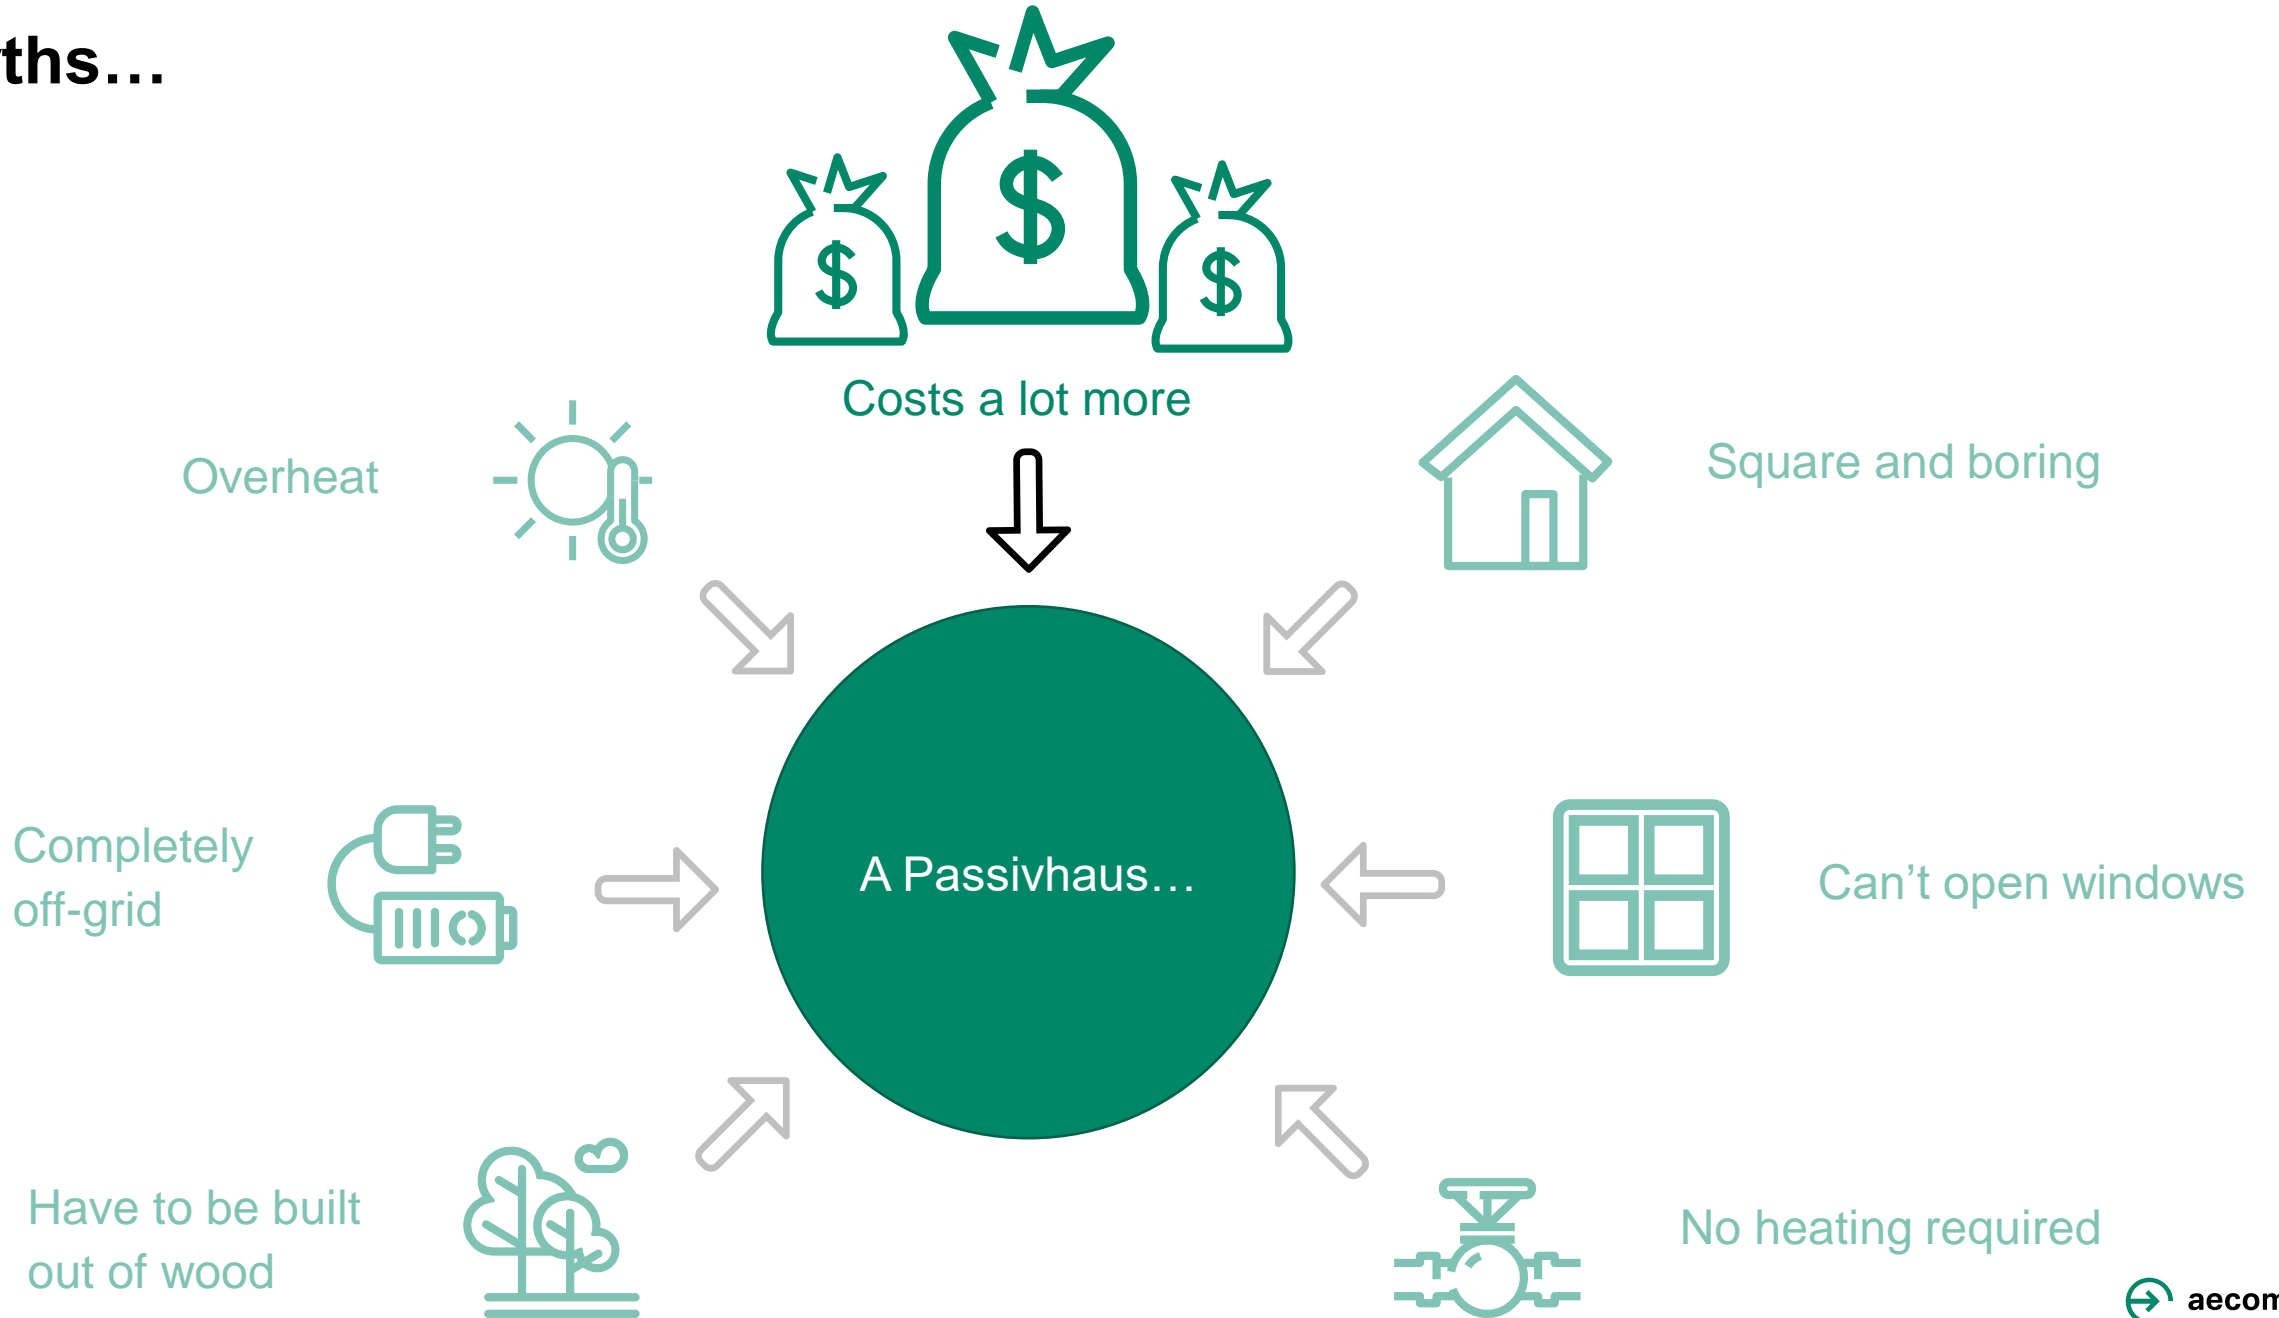 ths…
$
$
$
Costs a lot more
Overheat
Square and boring
Completely
off-grid
A Passivhaus…
Can’t open windows
Have to be built
out of wood
No heating required
aecom